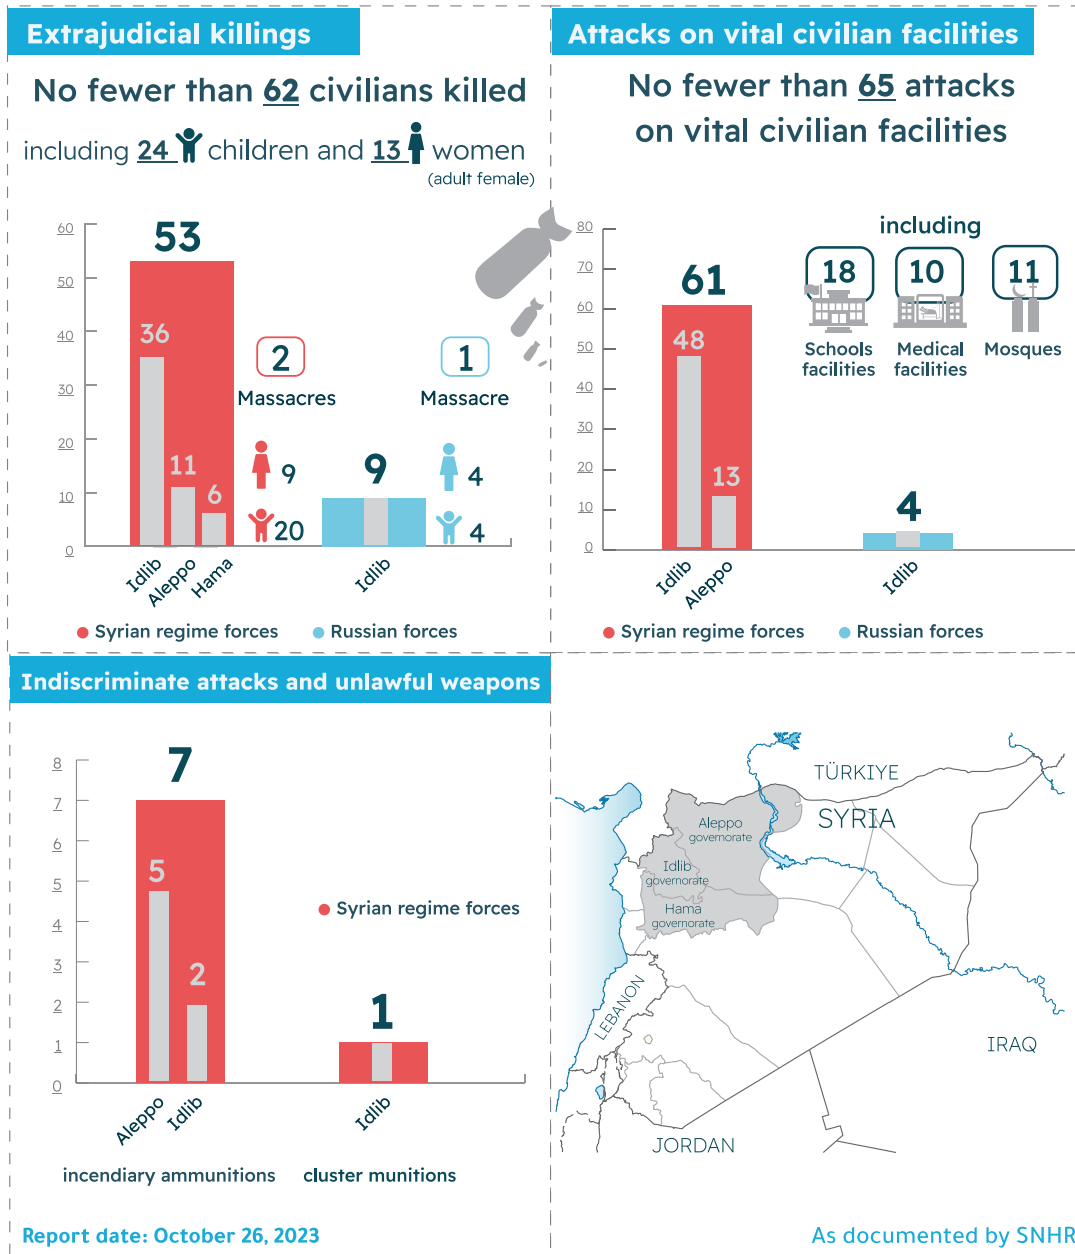 Extrajudicial killings
No fewer than 62 civilians killed
including 24 children and 13 women
(adult female)
60
50
40
30
20
10
0
53
36
11
6
2
Massacres
9
20
1
Massacre
9
4
4
Idlib
Aleppo
Hama
Idlib
Syrian regime forces
Russian forces
Attacks on vital civilian facilities
No fewer than 65 attacks
on vital civilian facilities
including
18
10
11
Schools
facilities
Medical
facilities
Mosques
80
70
60
50
40
30
20
10
0
61
48
13
4
Idlib
Aleppo
Idlib
Syrian regime forces
Russian forces
Indiscriminate attacks and unlawful weapons
8
7
6
5
4
3
2
1
0
7
5
2
1
Syrian regime forces
Aleppo
Idlib
Idlib
incendiary ammunitions
cluster munitions
TÜRKIYE
SYRIA
Aleppo
governorate
Idlib
governorate
Hama
governorate
LEBANON
IRAQ
JORDAN
Report date: October 26, 2023
As documented by SNHR